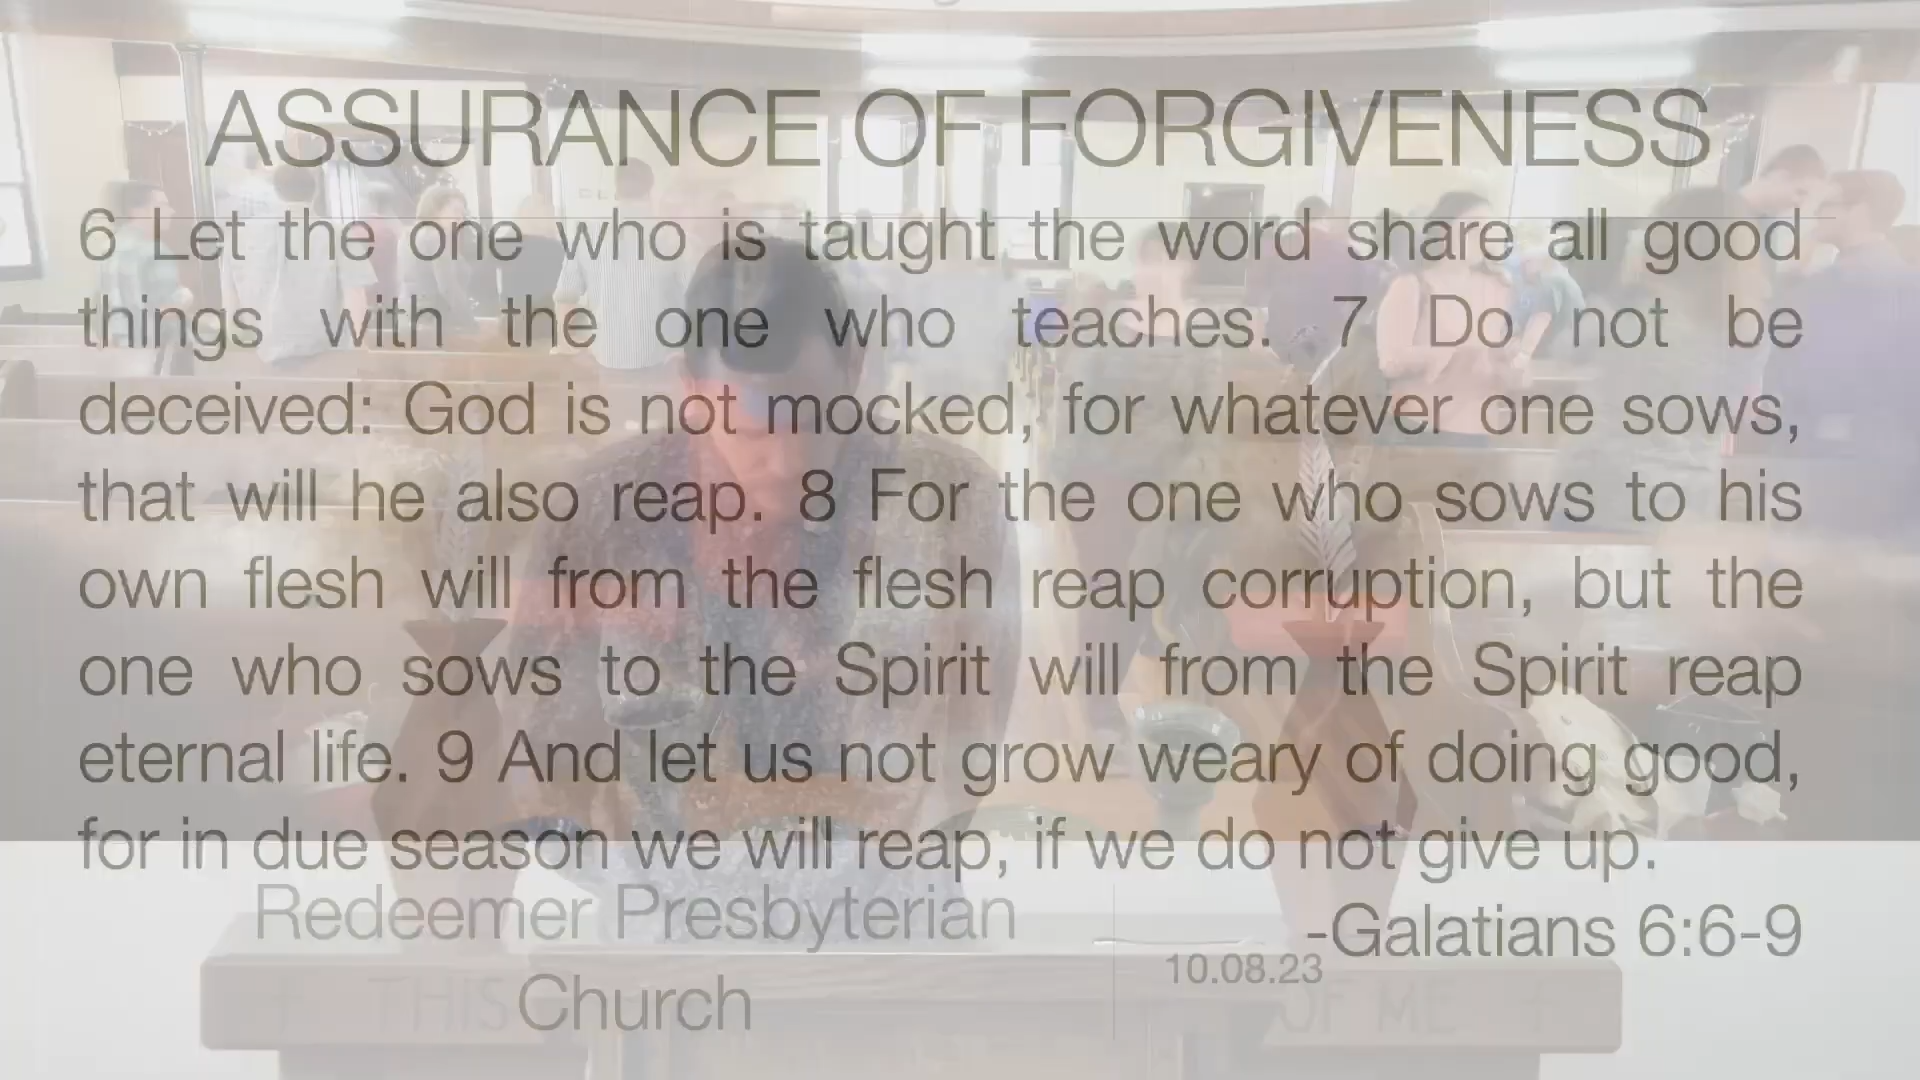 ASSURANCE OF FORGIVENESS
6 Let the one who is taught the word share all good
things with the one who teaches. 7 Do not be
deceived: God is not mocked, for whatever one sows,
that will he also reap. 8 For the one who sows to his
own flesh will from the flesh reap corruption, but the
one who sows to the Spirit will from the Spirit reap
eternal life. 9 And let us not grow weary of doing good,
for in due season we will reap, if we do not give up.
-Galatians 6:6-9
Redeemer Presbyterian
Church
10.08.23
THIS OF ME